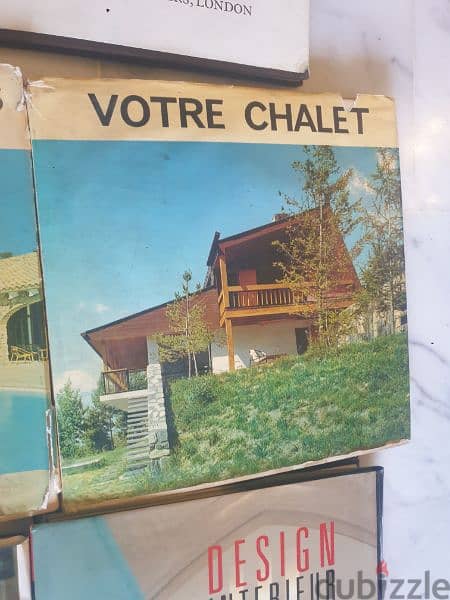 LONDON
VOTRE CHALET
DESIGN
INTERIEUR
dubizzle